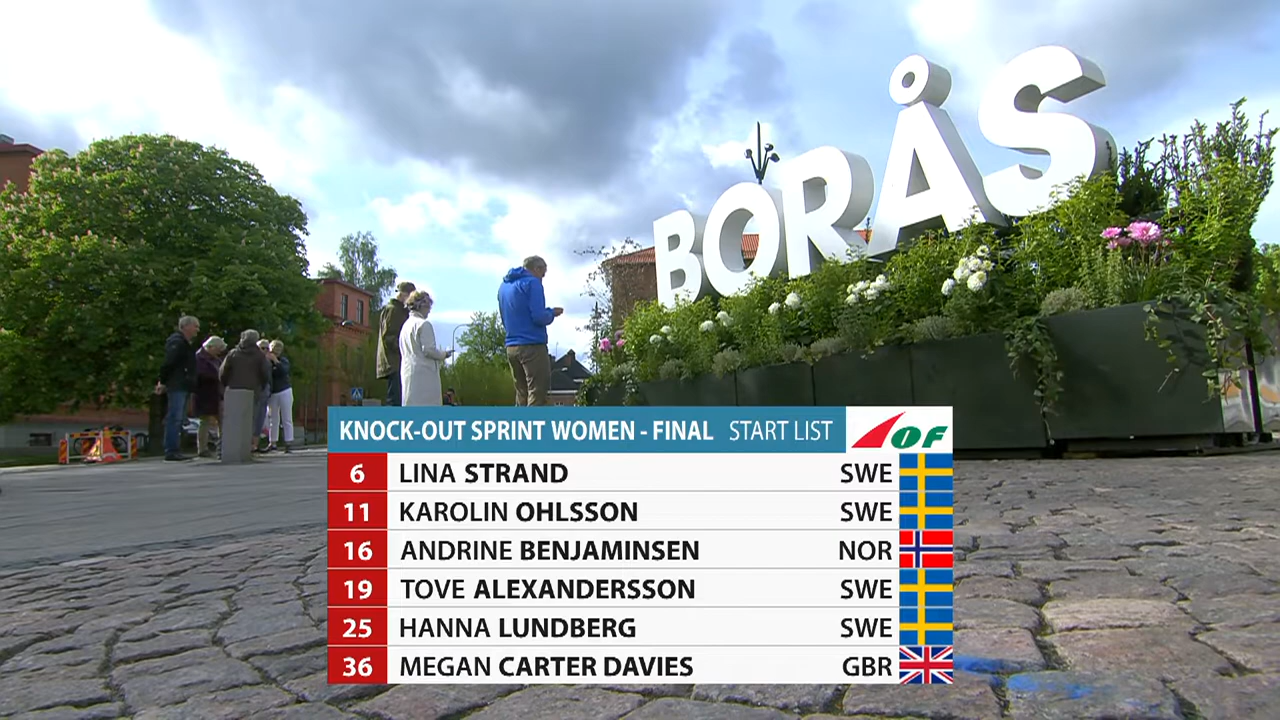 BORÅS
KNOCK-OUT SPRINT WOMEN - FINAL START LIST IOF
6 LINA STRAND SWE
11 KAROLIN OHLSSON SWE
16 ANDRINE BENJAMINSEN NOR
19 TOVE ALEXANDERSSON SWE
25 HANNA LUNDBERG SWE
36 MEGAN CARTER DAVIES GBR